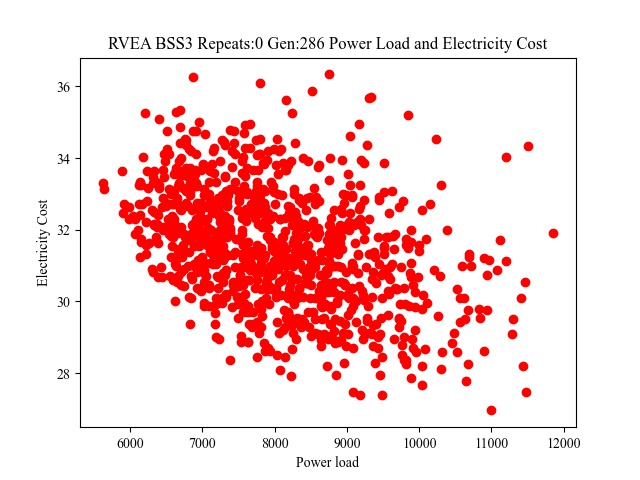 RVEA BSS3 Repeats:0 Gen:286 Power Load and Electricity Cost
36
34
32
30
28
Electricity Cost
6000 7000 8000 9000 10000 11000 12000
Power load